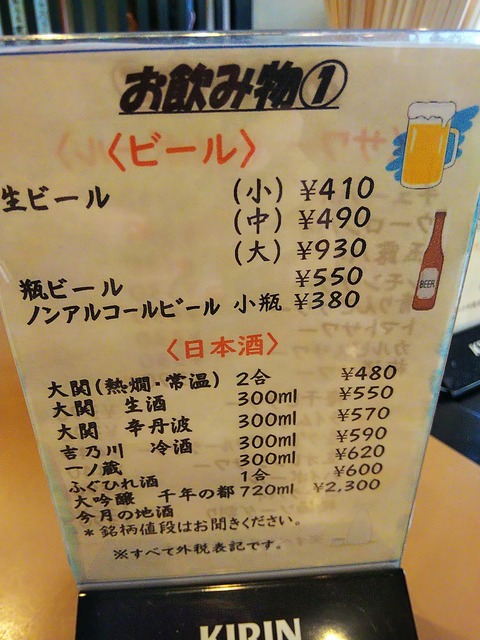 お飲み物①
〈ビール〉
生ビール (小) ¥410
(中) ¥490
(大) ¥930
瓶ビール ¥550
ノンアルコールビール 小瓶 ¥380
〈日本酒〉
大関(熱燗・常温) 2合 ¥480
大関 生酒 300ml ¥550
大関 辛丹波 300ml ¥570
吉乃川 冷酒 300ml ¥590
一ノ蔵 300ml ¥620
ふぐひれ酒 1合 ¥600
大吟醸 千年の都 720ml ¥2,300
今月の地酒
*銘柄値段はお聞きください。
※すべて外税表記です。
BEER
KIRIN